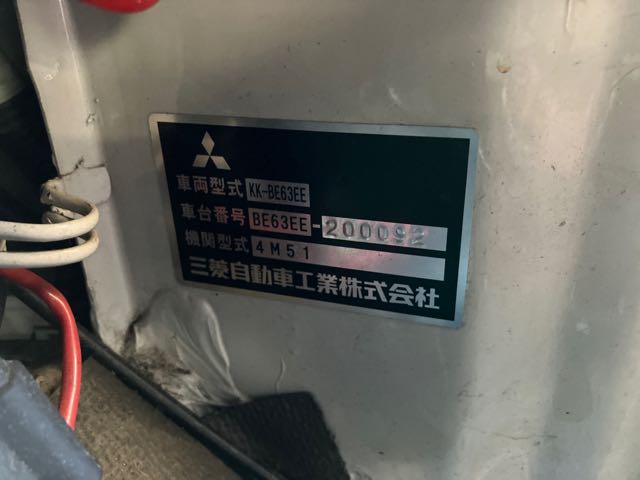 車両型式 KK-BE63EE
車台番号 BE63EE-200092
機関型式 4M51
三菱自動車工業株式会社